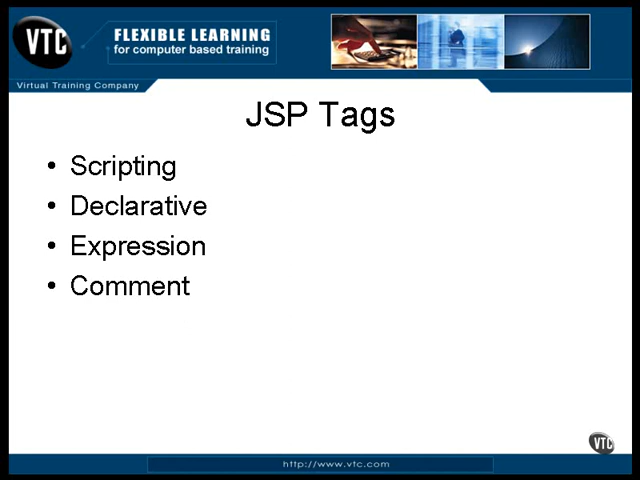 VTC
FLEXIBLE LEARNING
for computer based training
Virtual Training Company
JSP Tags
• Scripting
• Declarative
• Expression
• Comment
VTC
http://www.vtc.com